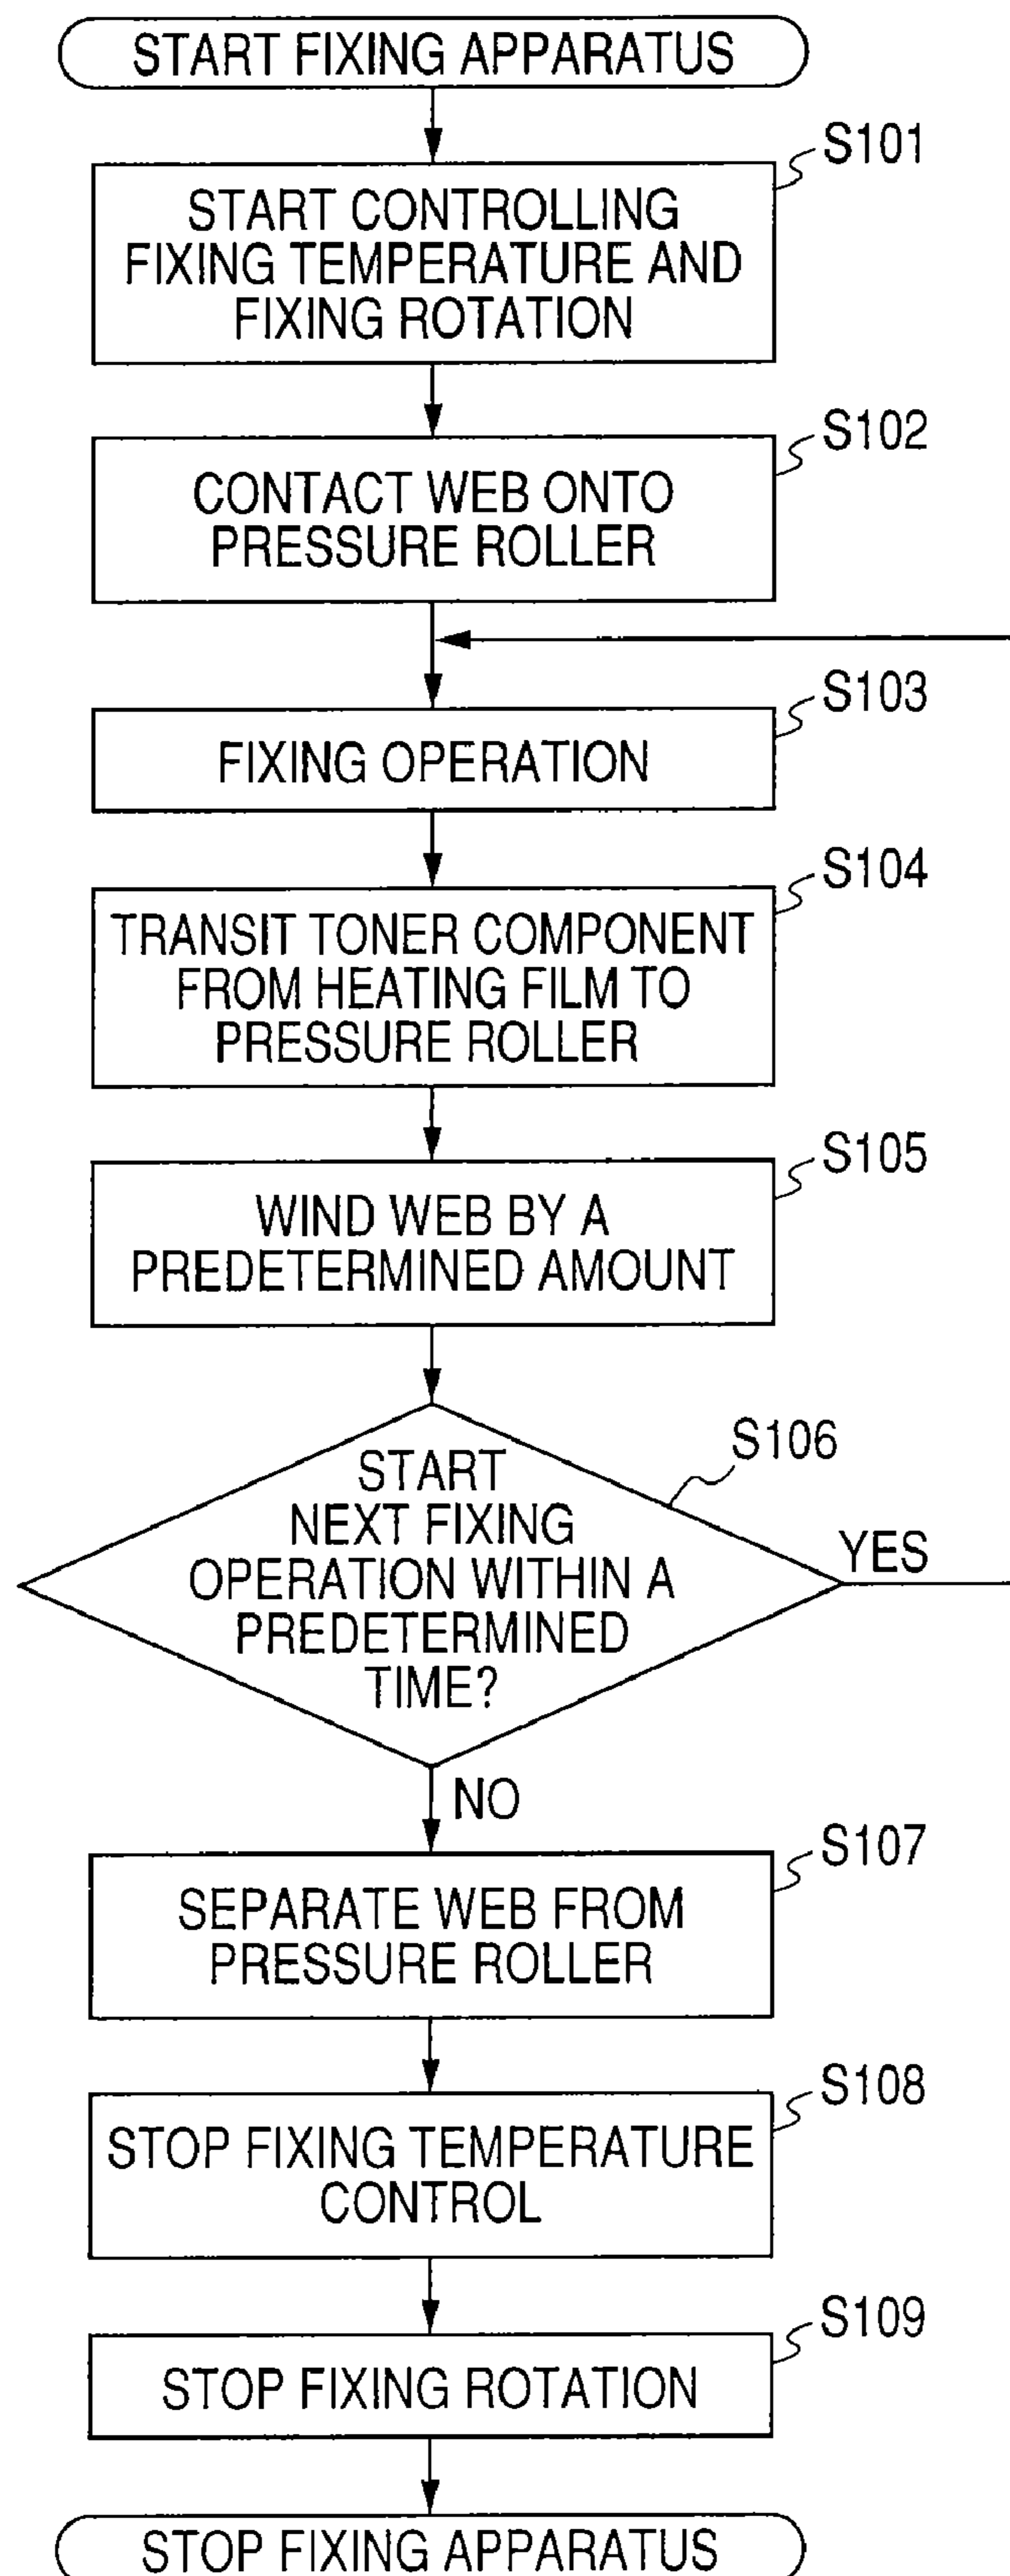 START FIXING APPARATUS
S101
START CONTROLLING
FIXING TEMPERATURE AND
FIXING ROTATION
S102
CONTACT WEB ONTO
PRESSURE ROLLER
S103
FIXING OPERATION
S104
TRANSIT TONER COMPONENT
FROM HEATING FILM TO
PRESSURE ROLLER
S105
WIND WEB BY A
PREDETERMINED AMOUNT
S106
START
NEXT FIXING
OPERATION WITHIN A
PREDETERMINED
TIME?
YES
NO
S107
SEPARATE WEB FROM
PRESSURE ROLLER
S108
STOP FIXING TEMPERATURE
CONTROL
S109
STOP FIXING ROTATION
STOP FIXING APPARATUS